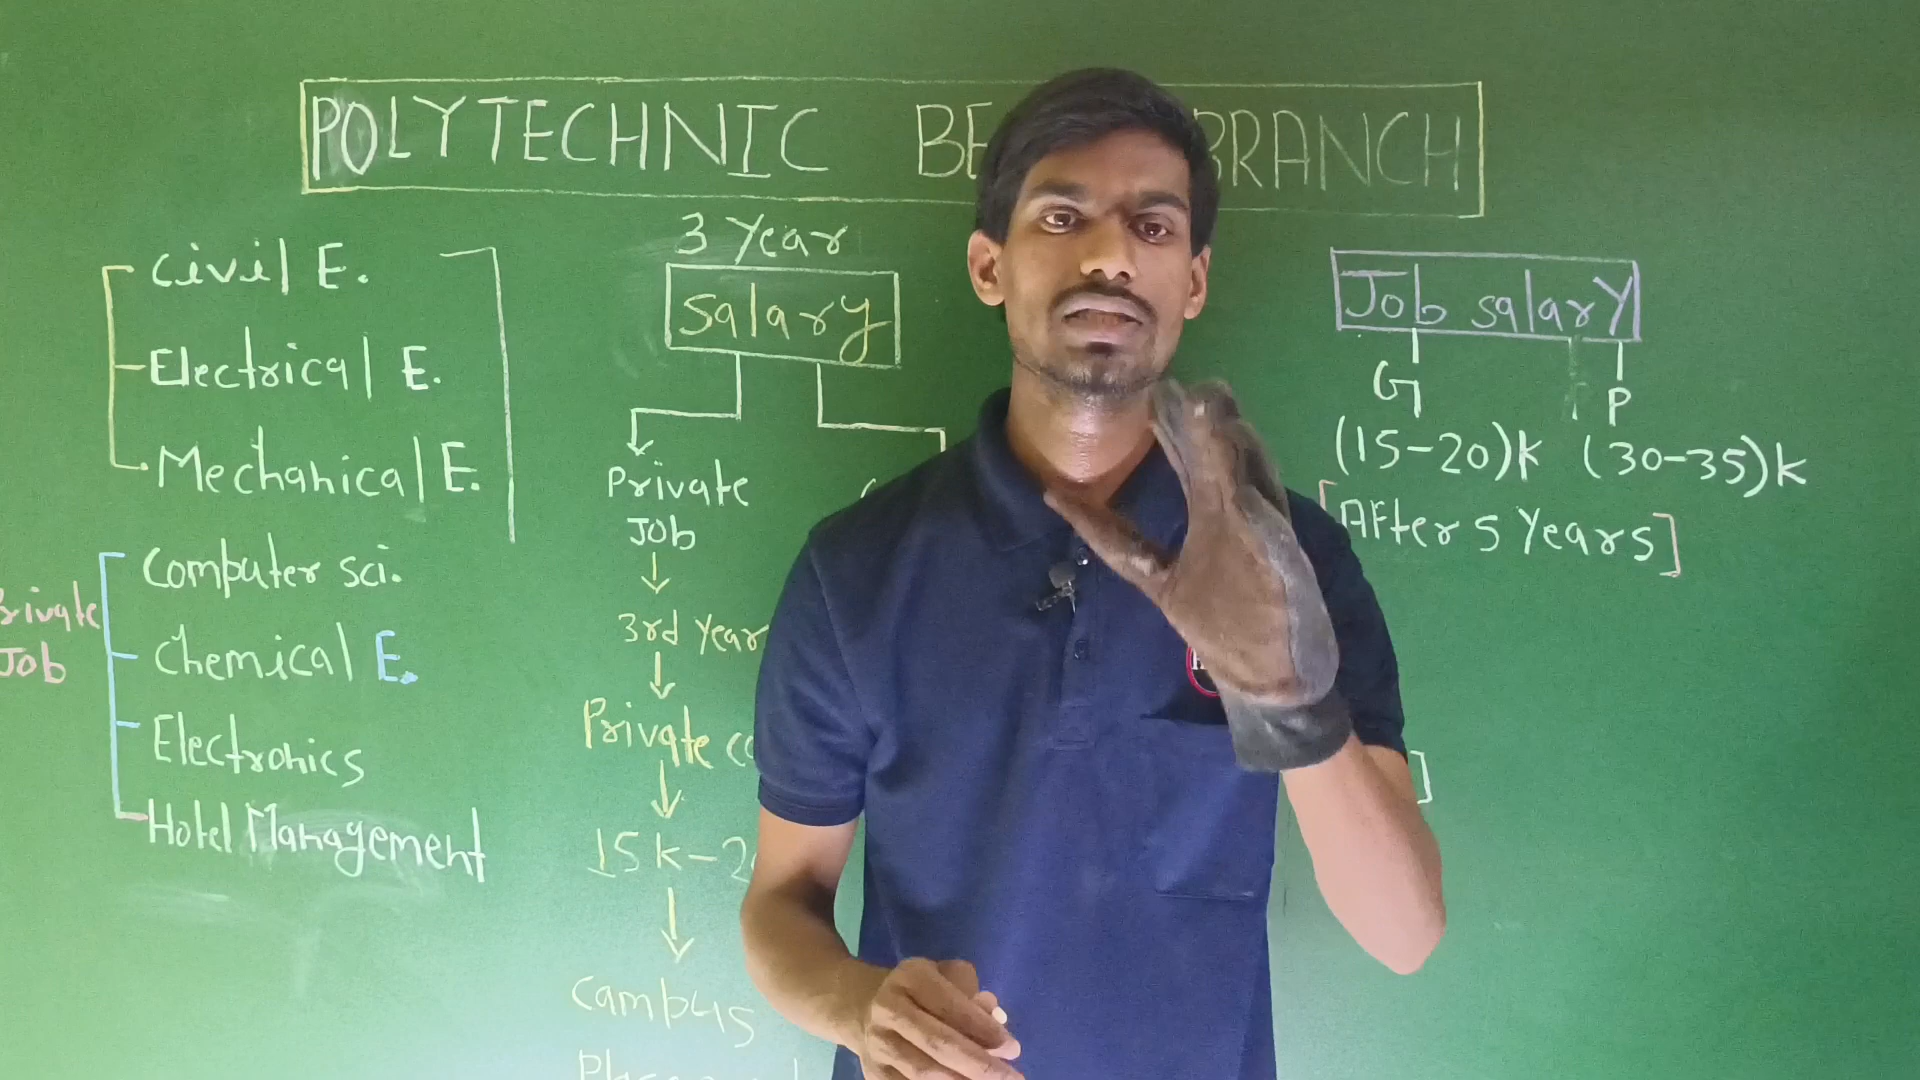 POLYTECHNIC BRANCH
3 Year
Salary
Civil E.
Electrical E.
Mechanical E.
Computer sci.
Chemical E.
Electronics
Hotel Management
Private
Job
Private
JOB
3rd Year
Private
15K-2
Campus
Job salary
G P
(15-20)K (30-35)K
[After 5 Years]
]